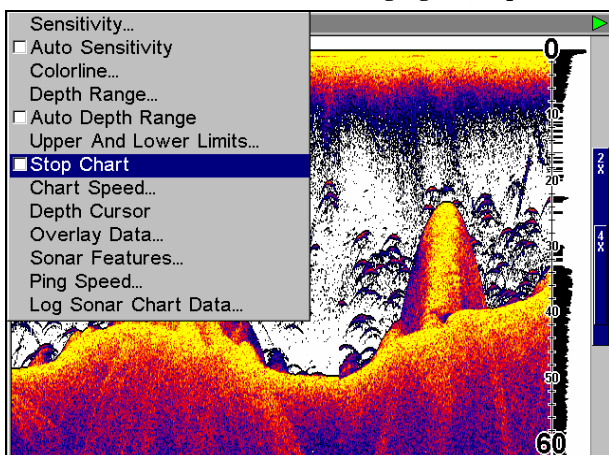 Sensitivity...
Auto Sensitivity
Colorline...
Depth Range...
Auto Depth Range
Upper And Lower Limits...
Stop Chart
Chart Speed...
Depth Cursor
Overlay Data...
Sonar Features...
Ping Speed...
Log Sonar Chart Data...
0
10
20
30
40
50
60
2x
4x